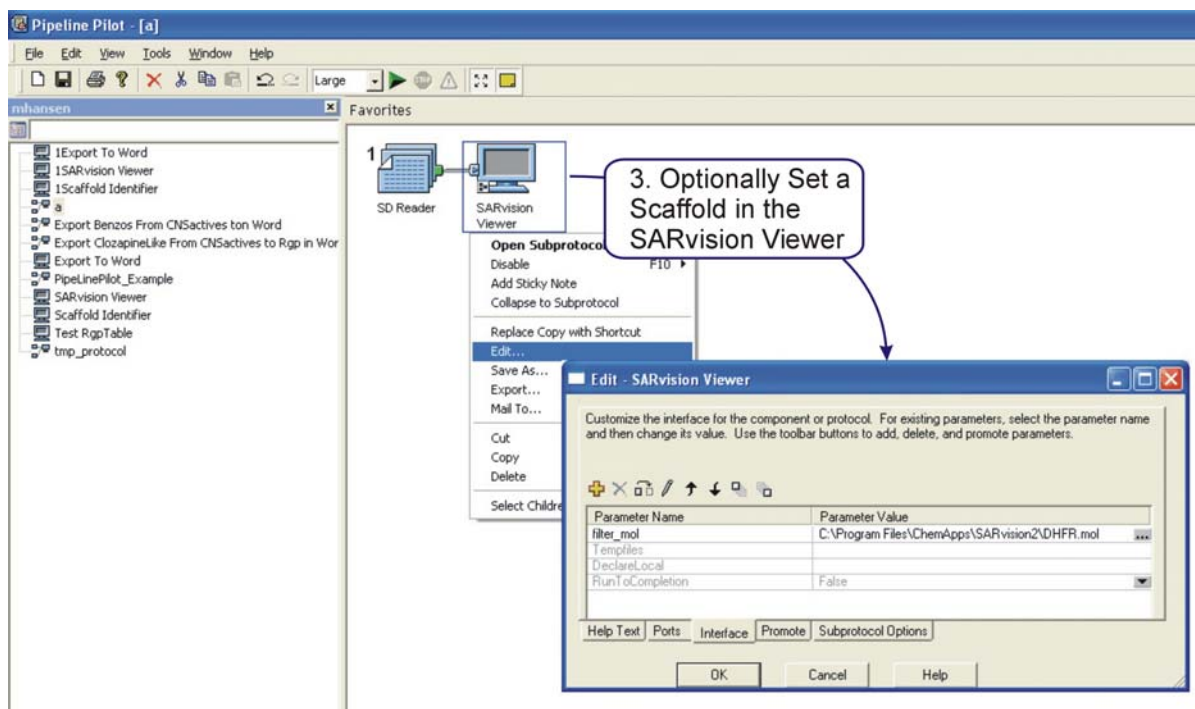 Pipeline Pilot - [a]
File Edit View Tools Window Help
Large
mhansen
Favorites
1Export To Word
1SARvision Viewer
1Scaffold Identifier
a
Export Benzos From CNSactives ton Word
Export ClozapineLike From CNSactives to Rgp in Wor
Export To Word
PipeLinePilot_Example
SARvision Viewer
Scaffold Identifier
Test RgpTable
tmp_protocol
1
SD Reader
SARvision
Viewer
3. Optionally Set a
Scaffold in the
SARvision Viewer
Open Subprotoco
Disable F10
Add Sticky Note
Collapse to Subprotocol
Replace Copy with Shortcut
Edit...
Save As...
Export...
Mail To...
Cut
Copy
Delete
Select Childre
Edit - SARvision Viewer
Customize the interface for the component or protocol. For existing parameters, select the parameter name
and then change its value. Use the toolbar buttons to add, delete, and promote parameters.
Parameter Name Parameter Value
filter_mol C:\Program Files\ChemApps\SARvision2\DHFR.mol ...
Tempfiles
DeclareLocal
RunToCompletion False
Help Text Ports Interface Promote Subprotocol Options
OK Cancel Help